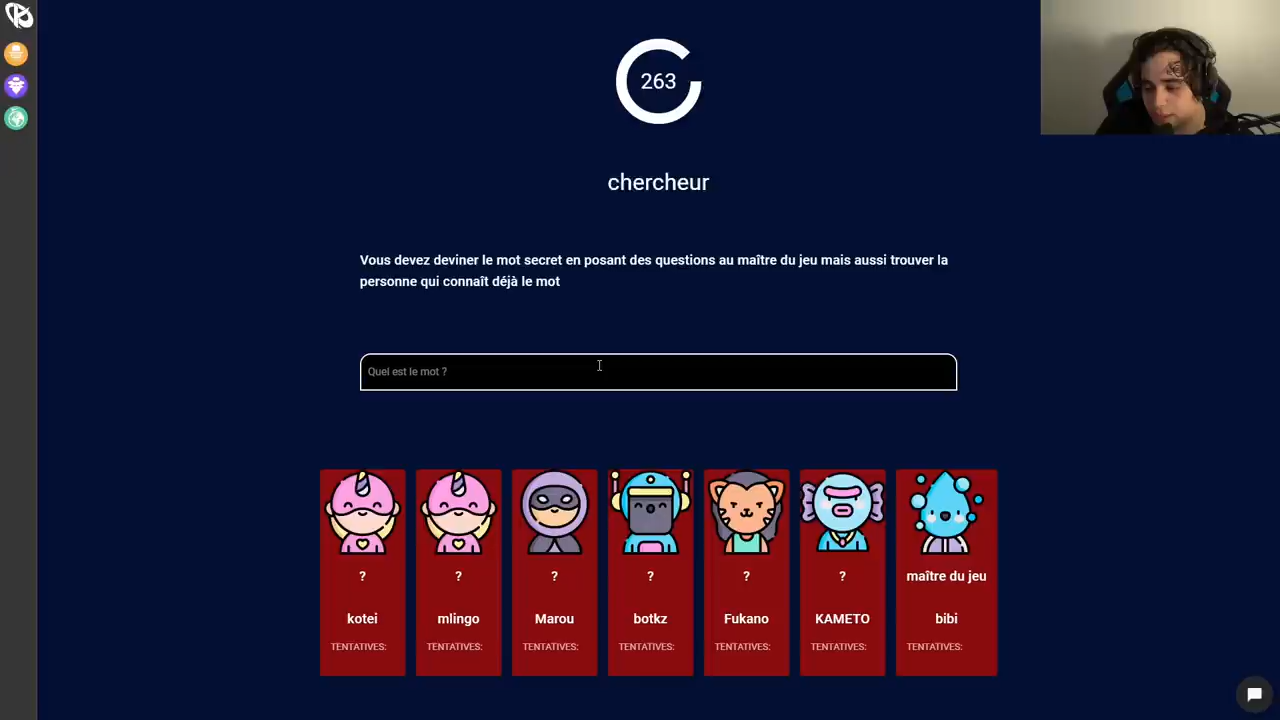 263
chercheur
Vous devez deviner le mot secret en posant des questions au maître du jeu mais aussi trouver la
personne qui connaît déjà le mot
Quel est le mot ?
? ? ? ? ? ? maître du jeu
kotei mlingo Marou botkz Fukano KAMETO bibi
TENTATIVES: TENTATIVES: TENTATIVES: TENTATIVES: TENTATIVES: TENTATIVES: TENTATIVES: